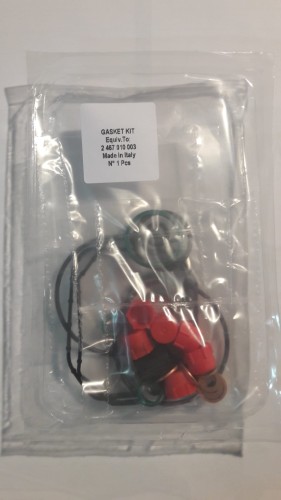 GASKET KIT
Equiv.To:
2 467 010 003
Made in Italy
N° 1 Pcs